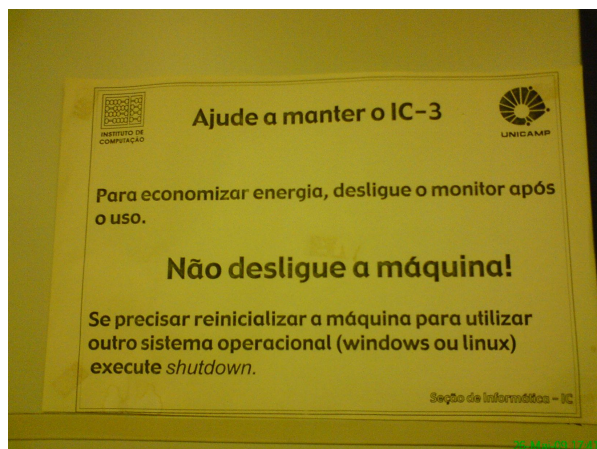 INSTITUTO DE
COMPUTAÇÃO
Ajude a manter o IC-3
UNICAMP
Para economizar energia, desligue o monitor após
o uso.
Não desligue a máquina!
Se precisar reinicializar a máquina para utilizar
outro sistema operacional (windows ou linux)
execute shutdown.
Seção de Informática - IC